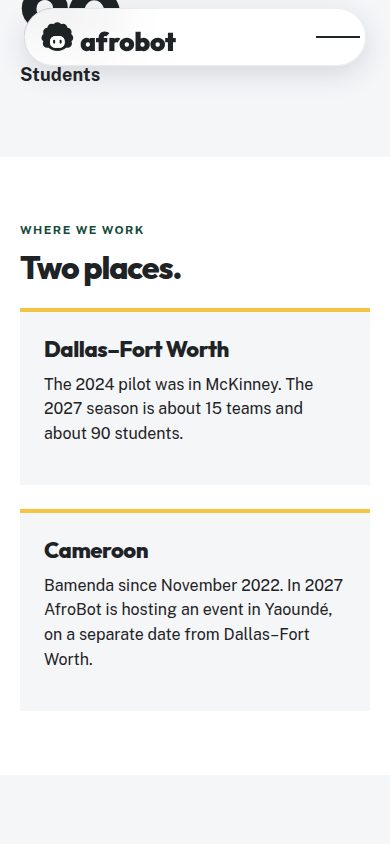 afrobot
Students
WHERE WE WORK
Two places.
Dallas–Fort Worth
The 2024 pilot was in McKinney. The
2027 season is about 15 teams and
about 90 students.
Cameroon
Bamenda since November 2022. In 2027
AfroBot is hosting an event in Yaoundé,
on a separate date from Dallas–Fort
Worth.